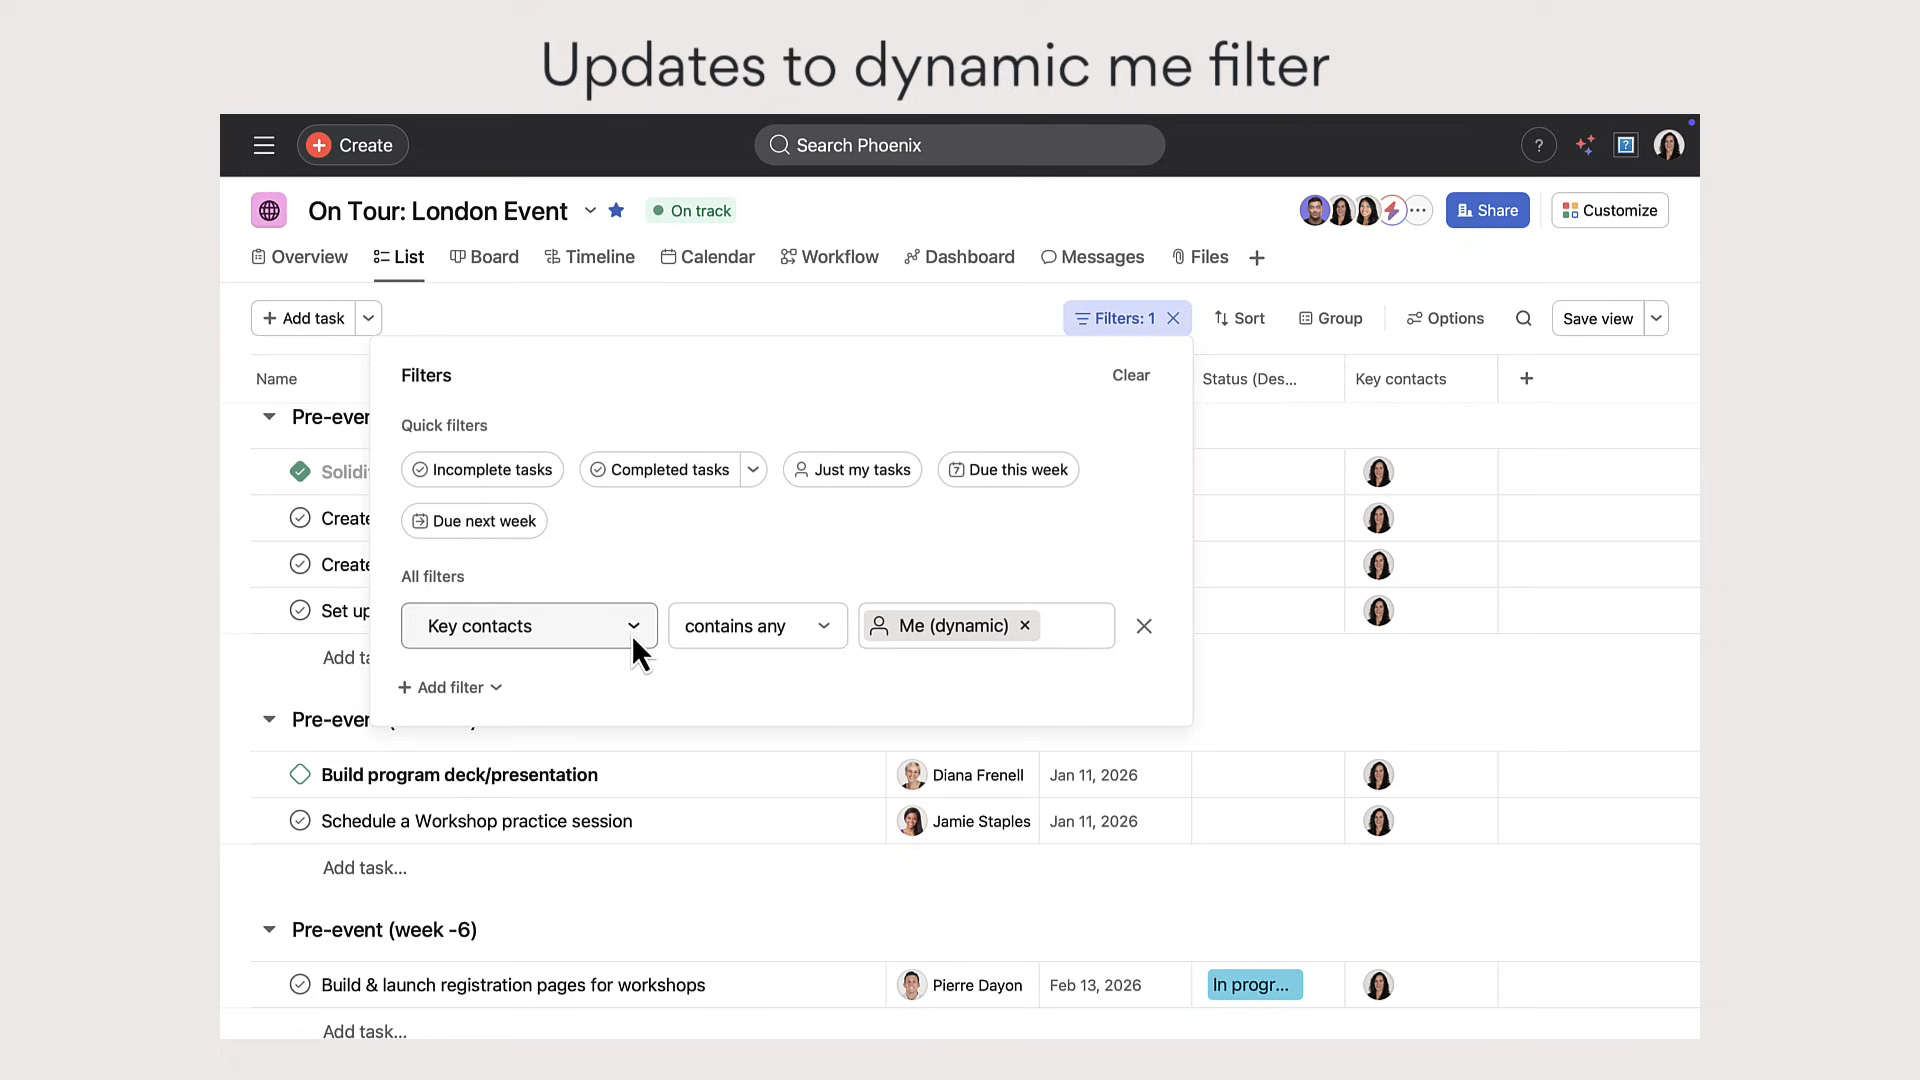 Updates to dynamic me filter
Create
Search Phoenix
?
?
On Tour: London Event
On track
Share
Customize
Overview
List
Board
Timeline
Calendar
Workflow
Dashboard
Messages
Files
Add task
Filters: 1
Sort
Group
Options
Save view
Name
Status (Des...
Key contacts
Filters
Clear
Quick filters
Incomplete tasks
Completed tasks
Just my tasks
7
Due this week
Due next week
All filters
Key contacts
contains any
Me (dynamic)
Add filter
Pre-ever
Solidi
Create
Create
Set up
Add ta
Pre-ever
Build program deck/presentation
Diana Frenell
Jan 11, 2026
Schedule a Workshop practice session
Jamie Staples
Jan 11, 2026
Add task...
Pre-event (week -6)
Build & launch registration pages for workshops
Pierre Dayon
Feb 13, 2026
In progr...
Add task...